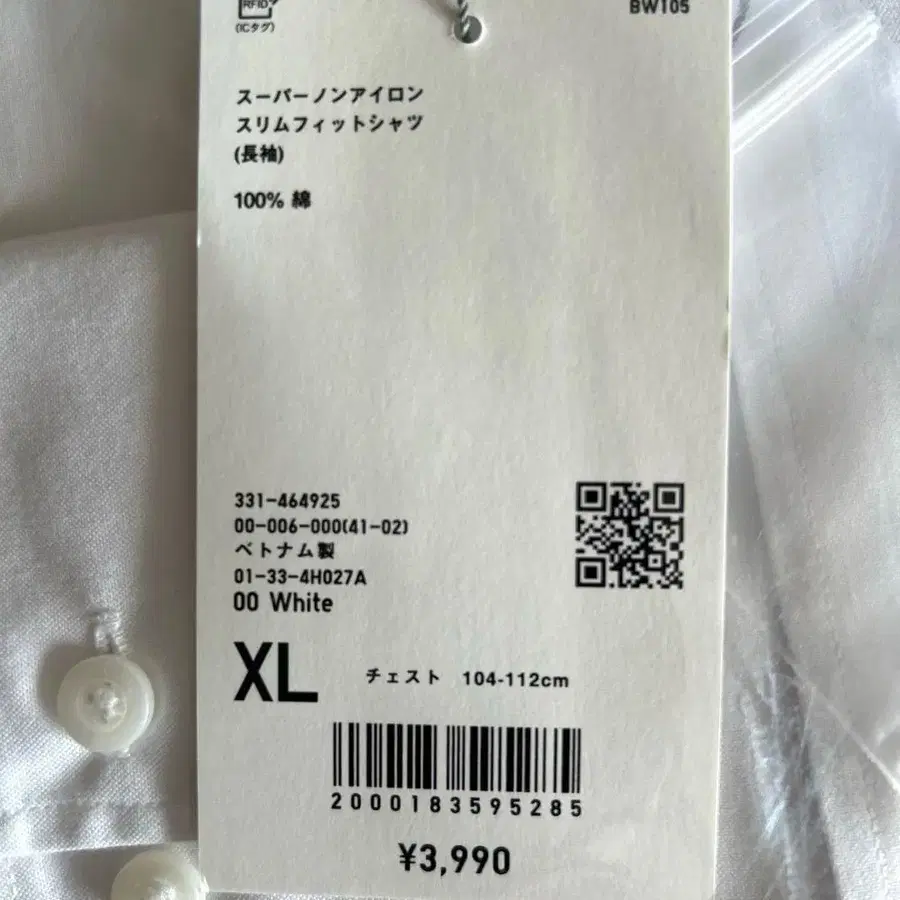 RFID
(ICタグ)
BW105
スーパーノンアイロン
スリムフィットシャツ
(長袖)
100% 綿
331-464925
00-006-000(41-02)
ベトナム製
01-33-4H027A
00 White
XL チェスト 104-112cm
2000183595285
¥3,990